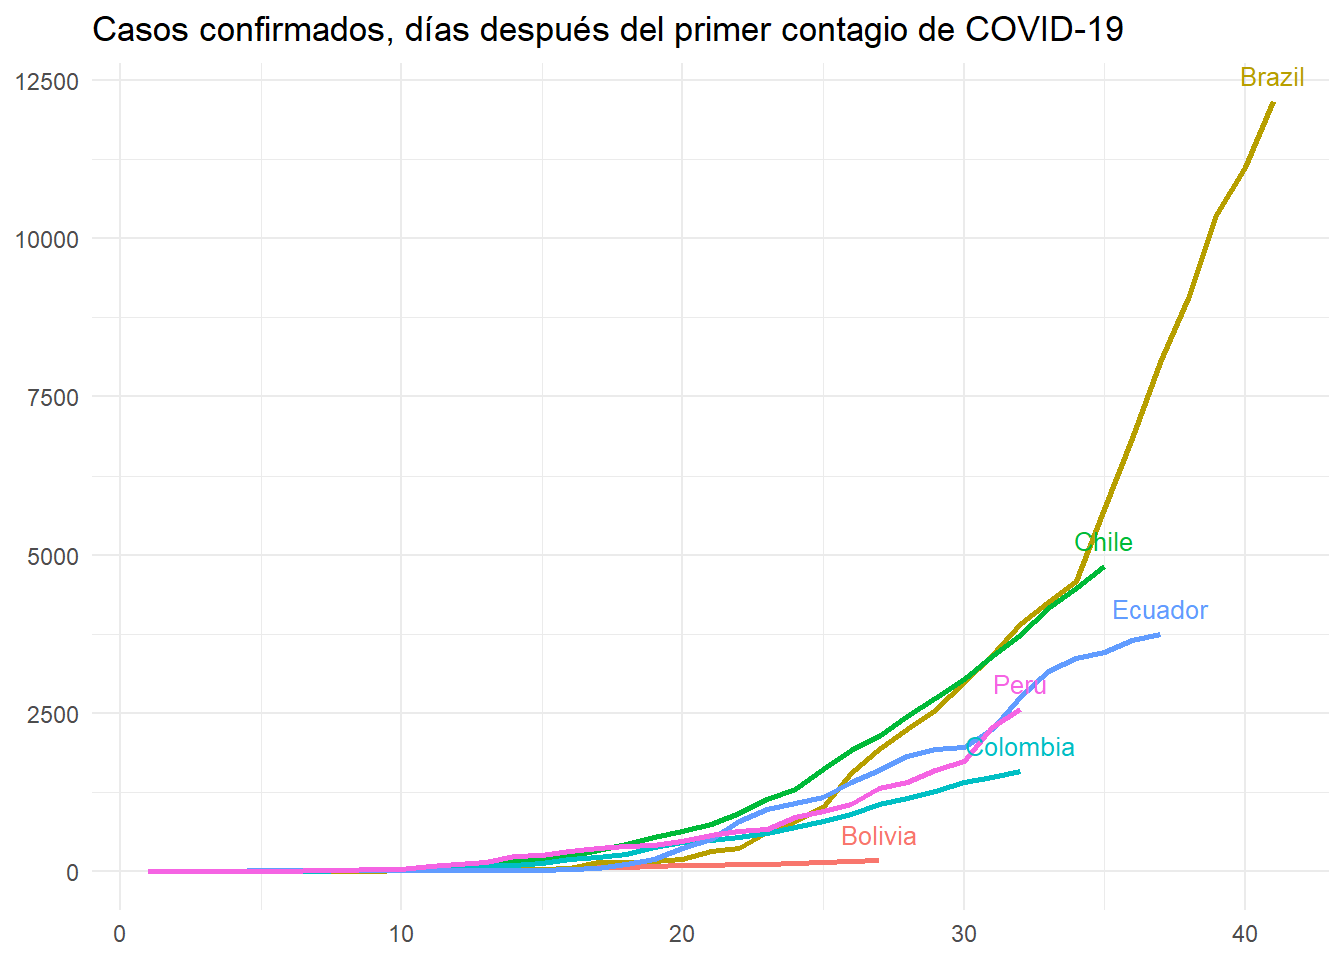 Casos confirmados, días después del primer contagio de COVID-19
12500
10000
7500
5000
2500
0
Brazil
Chile
Ecuador
Peru
Colombia
Bolivia
0 10 20 30 40